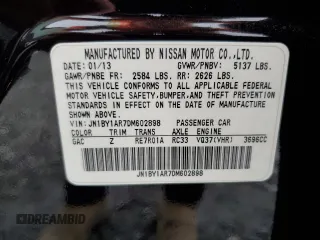 MANUFACTURED BY NISSAN MOTOR CO.,LTD.
DATE: 01/13 GVWR/PNBV: 5137 LBS.
GAWR/PNBE FR: 2584 LBS. RR: 2626 LBS.
THIS VEHICLE CONFORMS TO ALL APPLICABLE
FEDERAL MOTOR VEHICLE SAFETY, BUMPER, AND
THEFT PREVENTION STANDARDS IN EFFECT ON THE
DATE OF MANUFACTURE SHOWN ABOVE.
VIN: JN1BY1AR7DM602898 PASSENGER CAR
COLOR TRIM TRANS AXLE ENGINE
GAC Z RE7R01A RC33 VQ37(VHR) 3696CC
JN1BY1AR7DM602898
DREAMBID